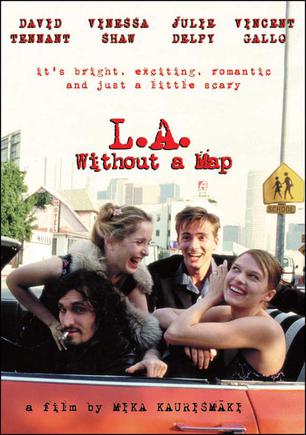 DAVID TENNANT
VINESSA SHAW
JULIE DELPY
VINCENT GALLO
it's bright, exciting, romantic
and just a little scary
L.A.
Without a Map
SCHOOL
a film by MIKA KAURISMÄKI